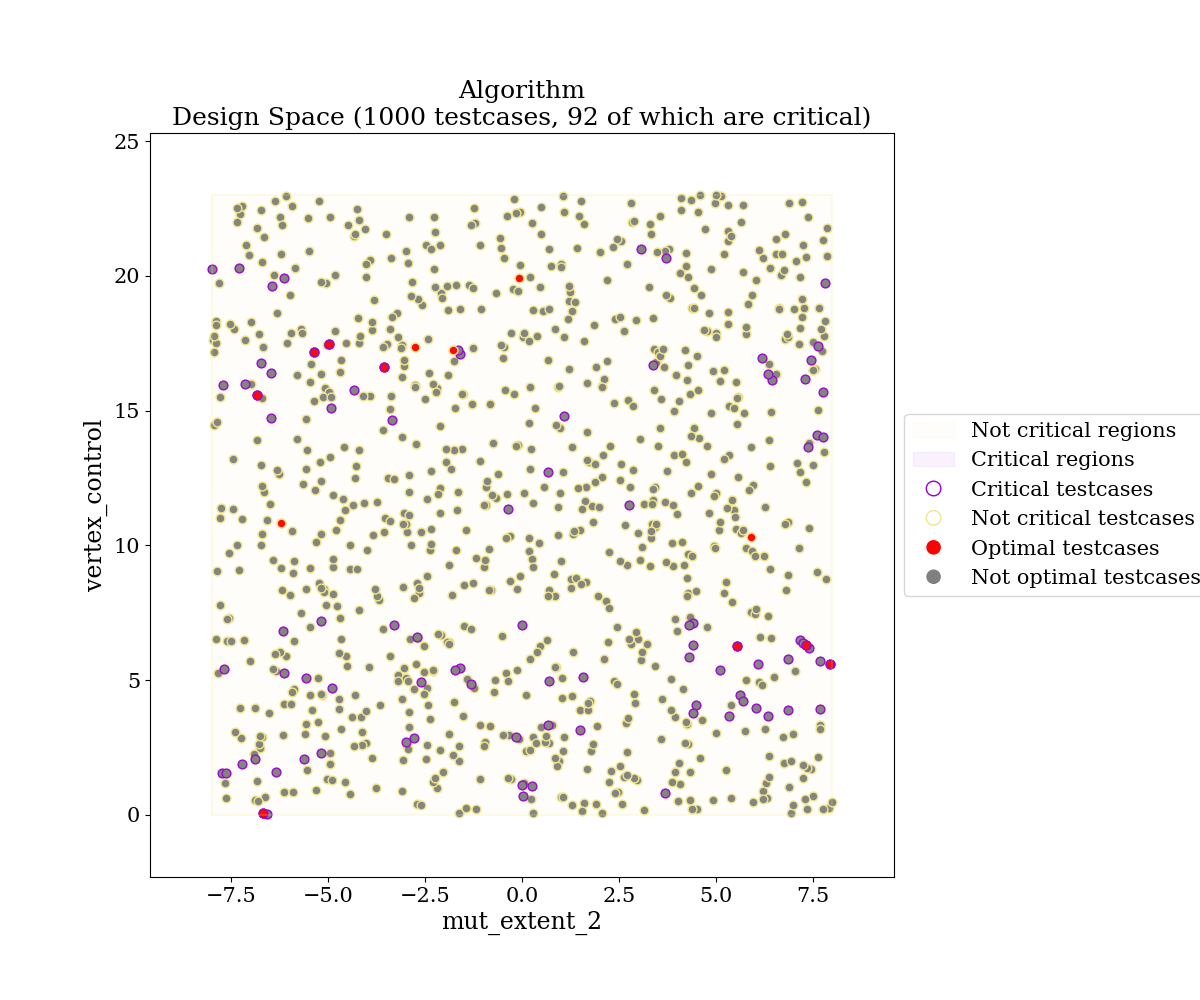 Algorithm
Design Space (1000 testcases, 92 of which are critical)
25
20
15
10
5
0
vertex_control
−7.5 −5.0 −2.5 0.0 2.5 5.0 7.5
mut_extent_2
Not critical regions
Critical regions
Critical testcases
Not critical testcases
Optimal testcases
Not optimal testcases